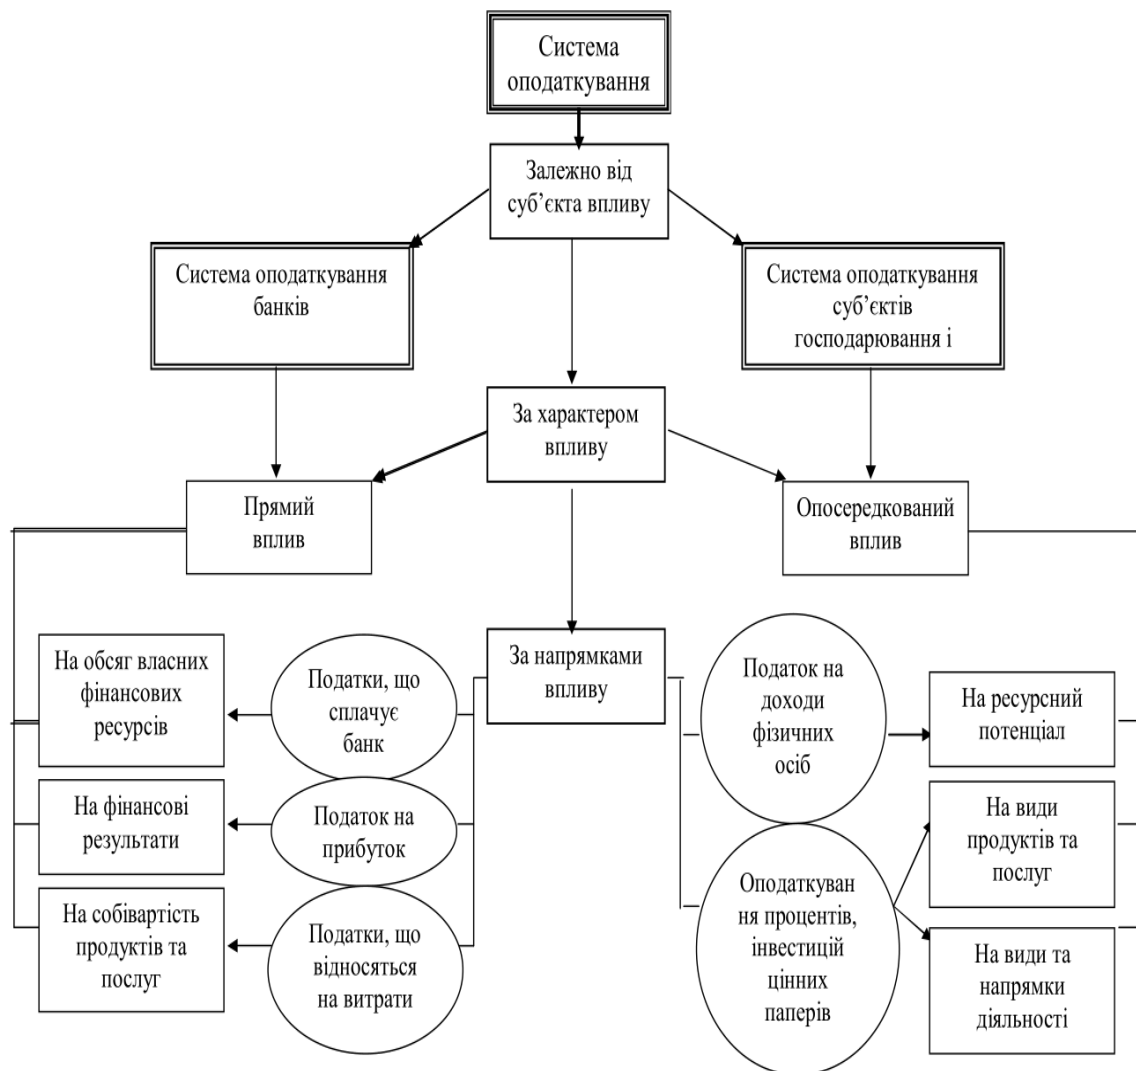 Система
оподаткування
Залежно від
суб’єкта впливу
Система оподаткування
банків
Система оподаткування
суб’єктів
господарювання і
За характером
впливу
Прямий
вплив
Опосередкований
вплив
За напрямками
впливу
На обсяг власних
фінансових
ресурсів
Податки, що
сплачує
банк
Податок на
доходи
фізичних
осіб
На ресурсний
потенціал
На фінансові
результати
Податок на
прибуток
На види
продуктів та
послуг
На собівартість
продуктів та
послуг
Податки, що
відносяться
на витрати
Оподаткуван
ня процентів,
інвестицій
цінних
паперів
На види та
напрямки
діяльності